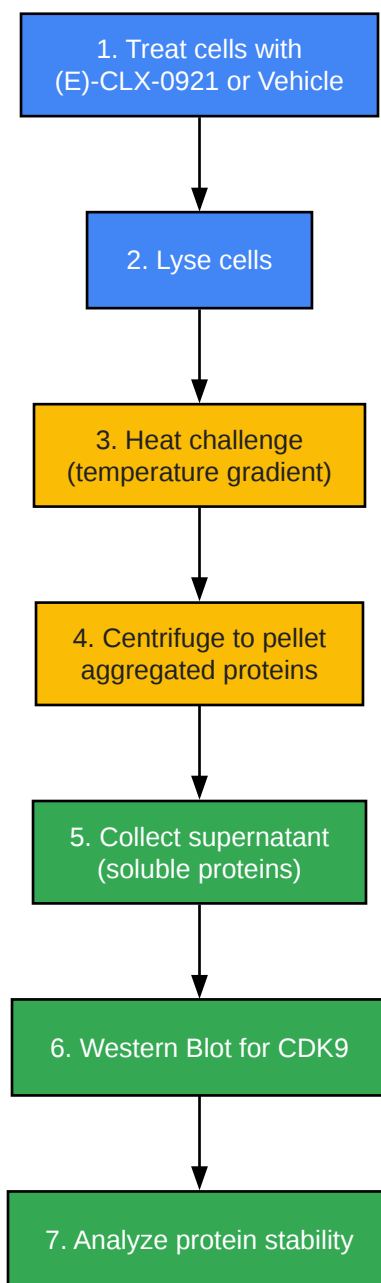 1. Treat cells with
(E)-CLX-0921 or Vehicle
2. Lyse cells
3. Heat challenge
(temperature gradient)
4. Centrifuge to pellet
aggregated proteins
5. Collect supernatant
(soluble proteins)
6. Western Blot for CDK9
7. Analyze protein stability